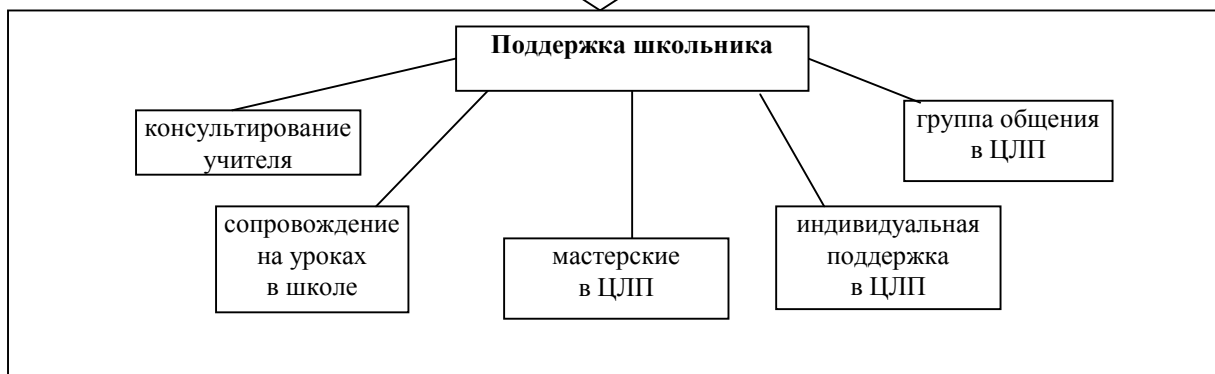 Поддержка школьника
консультирование
учителя
группа общения
в ЦЛП
сопровождение
на уроках
в школе
мастерские
в ЦЛП
индивидуальная
поддержка
в ЦЛП